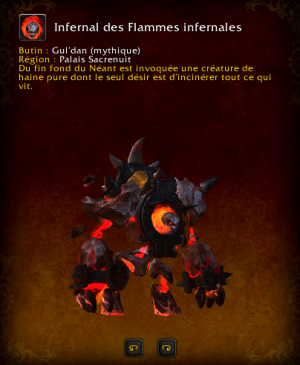 Infernal des Flammes infernales
Butin : Gul'dan (mythique)
Région : Palais Sacrenuit
Du fin fond du Néant est invoquée une créature de
haine pure dont le seul désir est d'incinérer tout ce qui
vit.